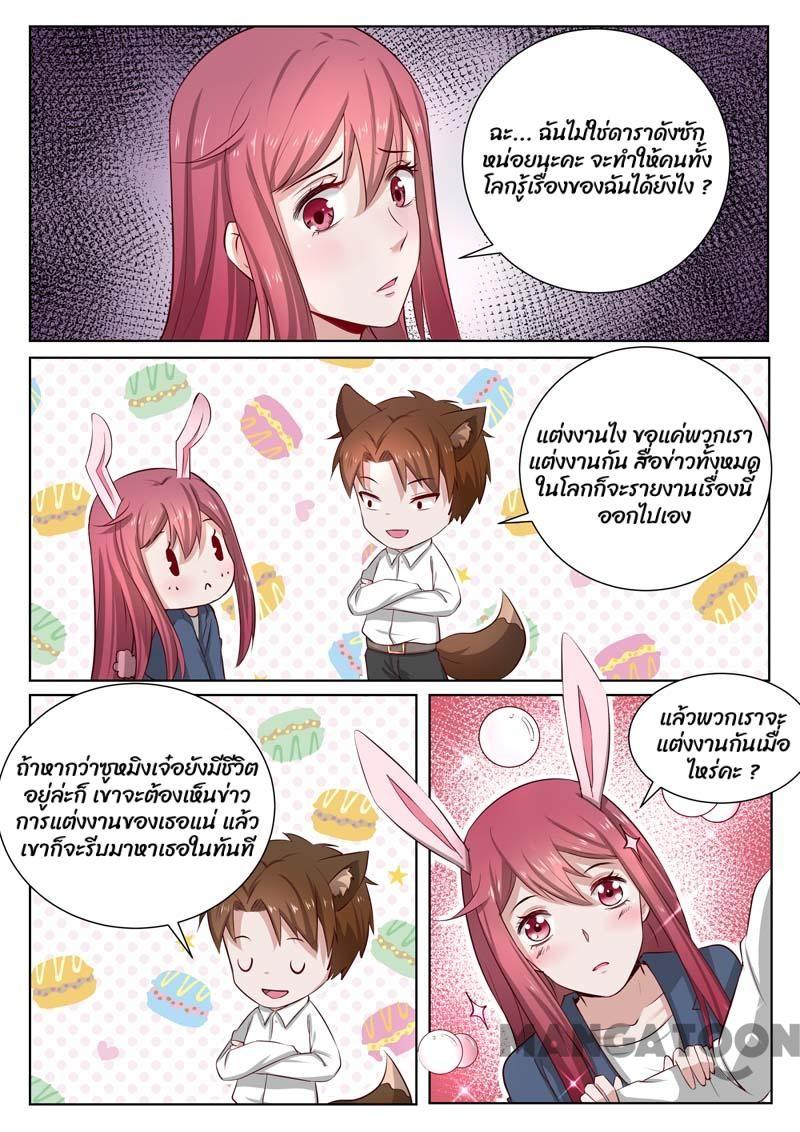 ฉะ... ฉันไม่ใช่ดาราดังซัก
หน่อยนะคะ จะทำให้คนทั้ง
โลกรู้เรื่องของฉันได้ยังไง ?
แต่งงานไง ขอแค่พวกเรา
แต่งงานกัน สื่อข่าวทั้งหมด
ในโลกก็จะรายงานเรื่องนี้
ออกไปเอง
ถ้าหากว่าซูหมิงเจ๋อยังมีชีวิต
อยู่ล่ะก็ เขาจะต้องเห็นข่าว
การแต่งงานของเธอแน่ แล้ว
เขาก็จะรีบมาหาเธอในทันที
แล้วพวกเราจะ
แต่งงานกันเมื่อ
ไหร่คะ ?
MANGATOON